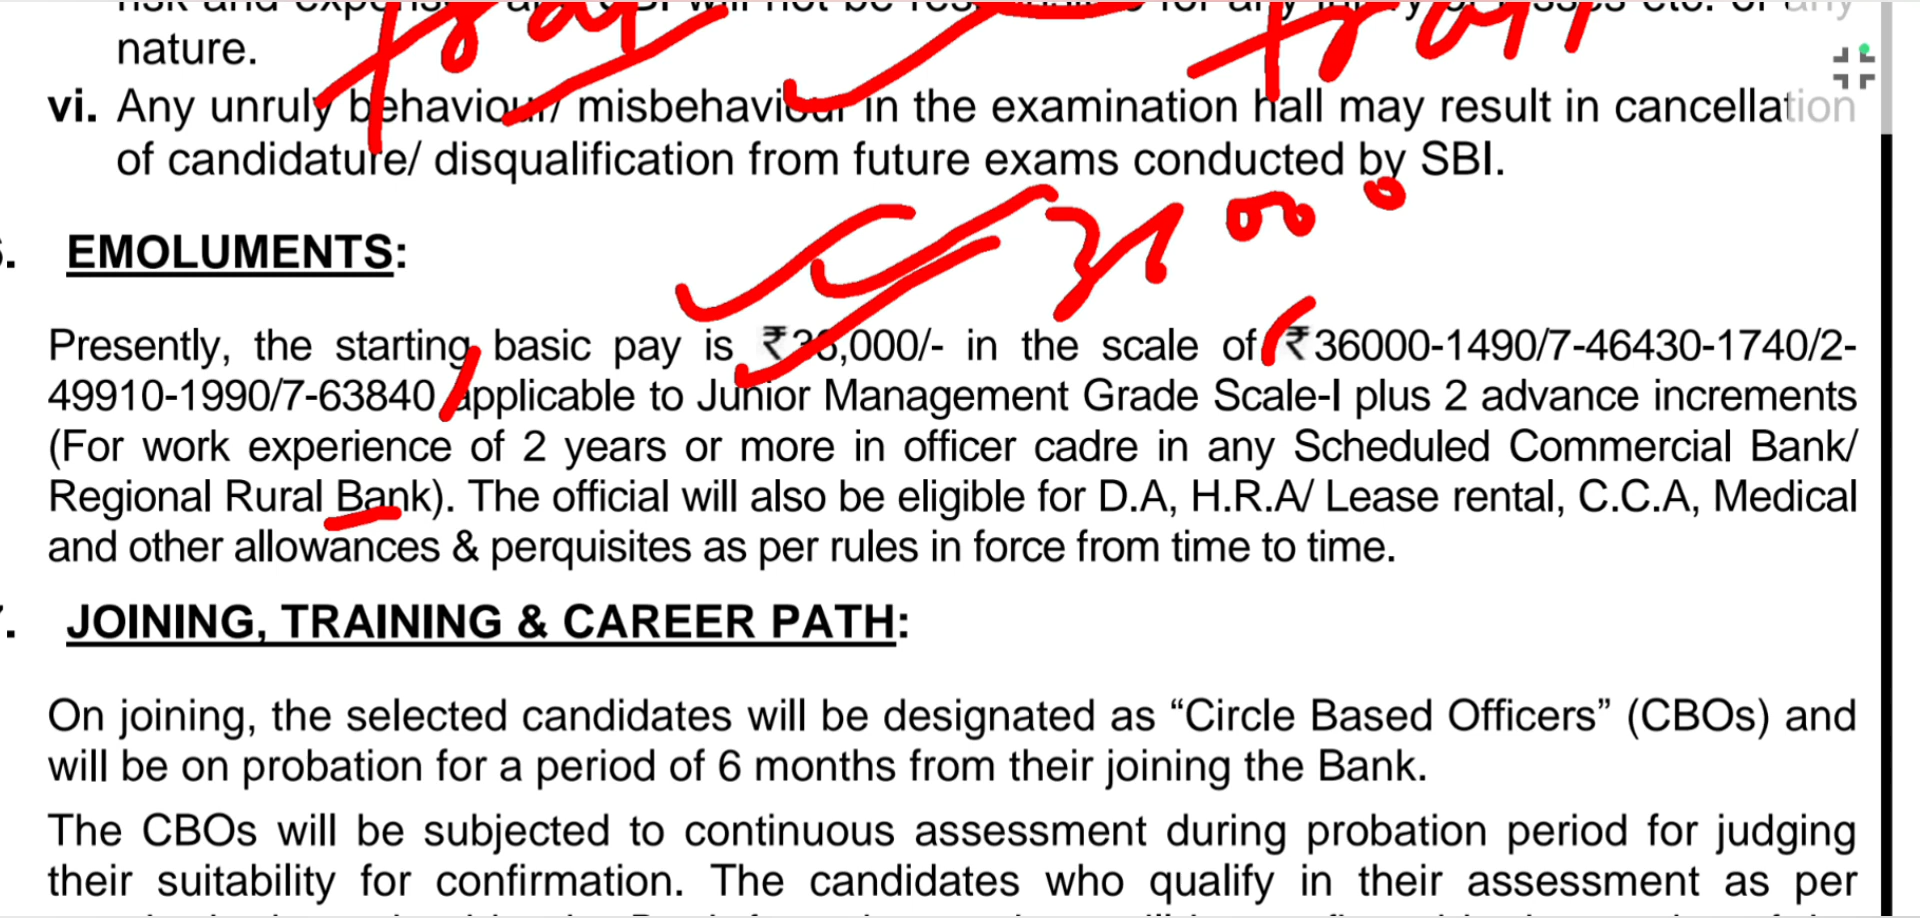 nature.
vi. Any unruly behaviour/ misbehaviour in the examination hall may result in cancellation
of candidature/ disqualification from future exams conducted by SBI.
EMOLUMENTS:
Presently, the starting basic pay is ₹36,000/- in the scale of ₹36000-1490/7-46430-1740/2-
49910-1990/7-63840 applicable to Junior Management Grade Scale-I plus 2 advance increments
(For work experience of 2 years or more in officer cadre in any Scheduled Commercial Bank/
Regional Rural Bank). The official will also be eligible for D.A, H.R.A/ Lease rental, C.C.A, Medical
and other allowances & perquisites as per rules in force from time to time.
JOINING, TRAINING & CAREER PATH:
On joining, the selected candidates will be designated as “Circle Based Officers” (CBOs) and
will be on probation for a period of 6 months from their joining the Bank.
The CBOs will be subjected to continuous assessment during probation period for judging
their suitability for confirmation. The candidates who qualify in their assessment as per